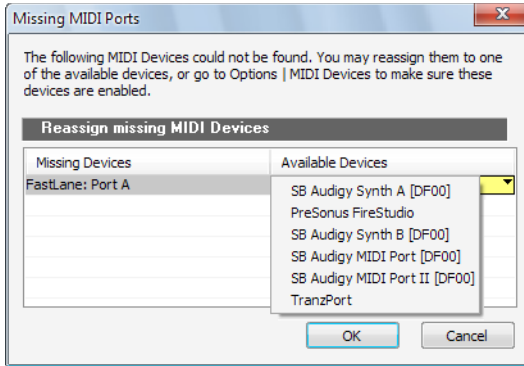 Missing MIDI Ports
The following MIDI Devices could not be found. You may reassign them to one
of the available devices, or go to Options | MIDI Devices to make sure these
devices are enabled.
Reassign missing MIDI Devices
Missing Devices Available Devices
FastLane: Port A
SB Audigy Synth A [DF00]
PreSonus FireStudio
SB Audigy Synth B [DF00]
SB Audigy MIDI Port [DF00]
SB Audigy MIDI Port II [DF00]
TranzPort
OK Cancel